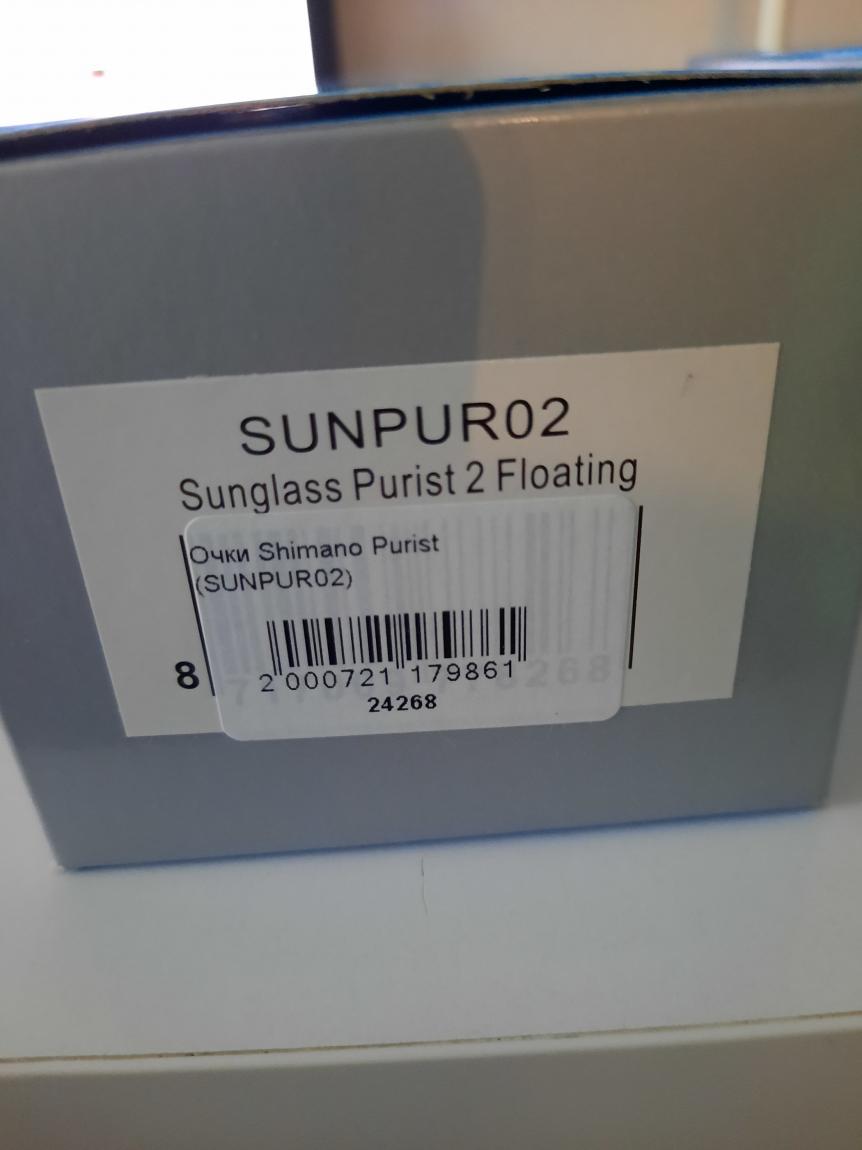 SUNPUR02
Sunglass Purist 2 Floating
Очки Shimano Purist
(SUNPUR02)
8
2 000721 179861
24268